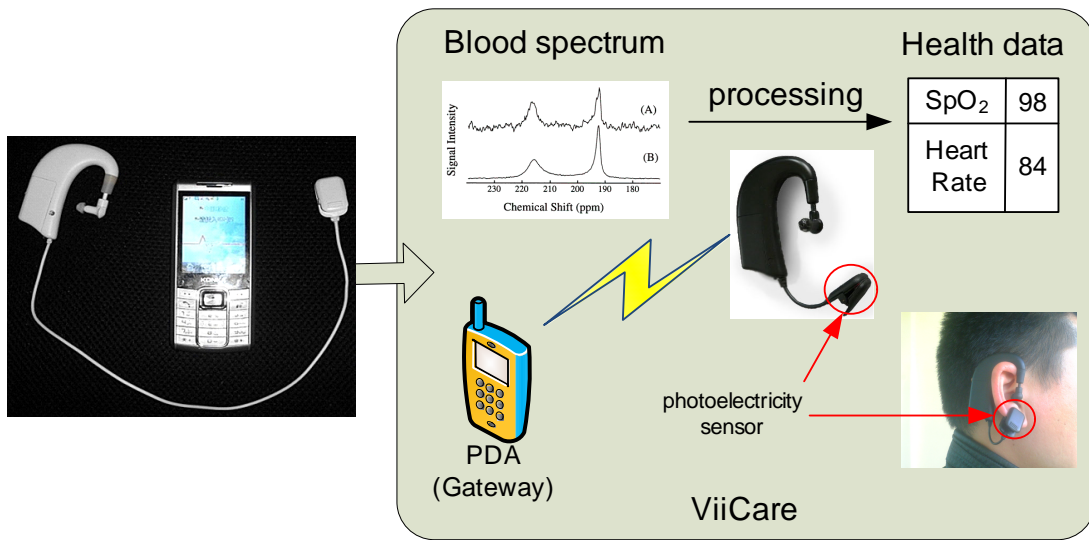 Blood spectrum
Health data
processing
SpO₂ 98
Heart Rate 84
Signal Intensity
(A)
(B)
230 220 210 200 190 180
Chemical Shift (ppm)
photoelectricity
sensor
PDA
(Gateway)
ViiCare